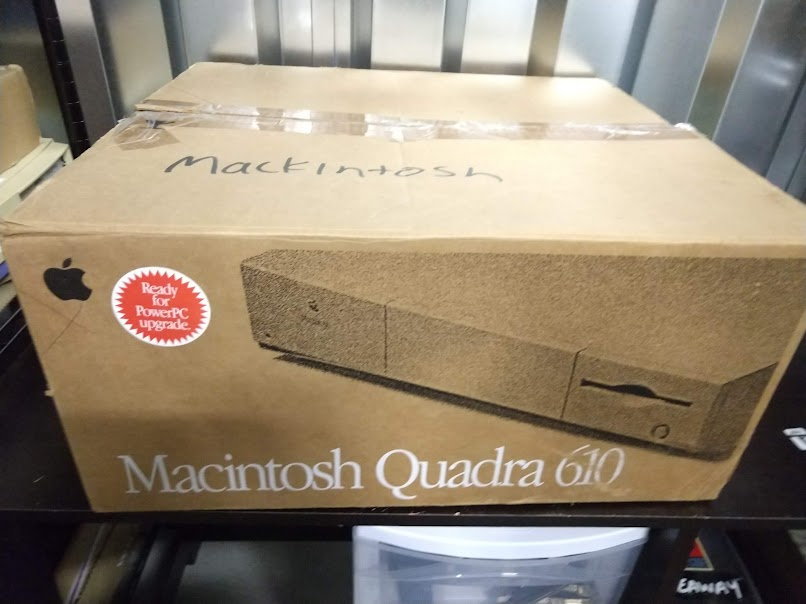 Mackintosh
Ready
for
PowerPC
upgrade
Macintosh Quadra 610